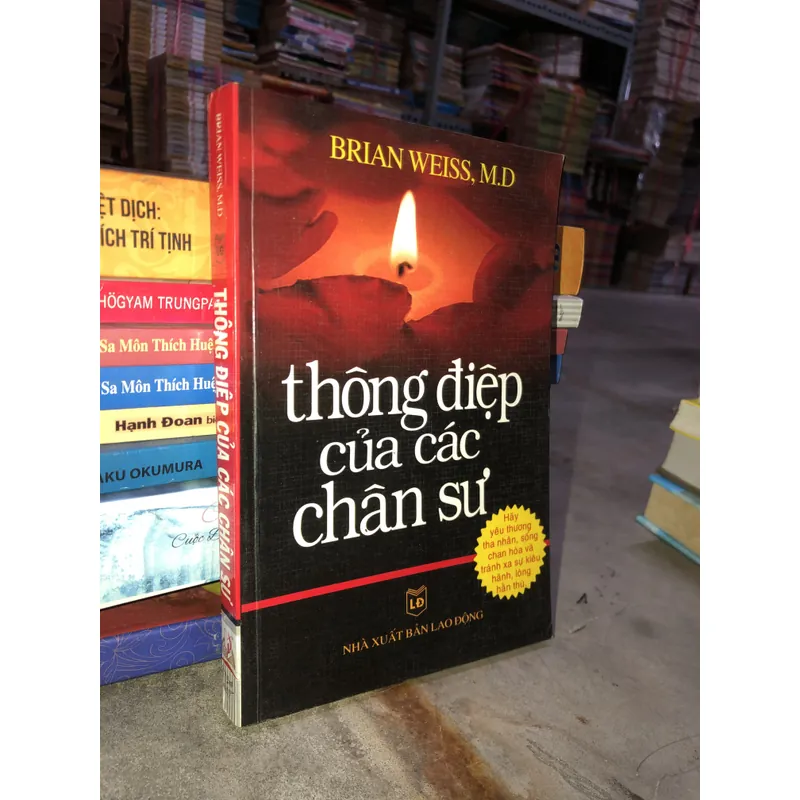 BRIAN WEISS, M.D
thông điệp
của các
chân sư
Hãy
yêu thương
tha nhân, sống
chan hòa và
tránh xa sự kiêu
hãnh, lòng
hận thù.
LĐ
NHÀ XUẤT BẢN LAO ĐỘNG
BRIAN WEISS, M.D
THÔNG ĐIỆP CỦA CÁC CHÂN SƯ
ỆT DỊCH:
ÍCH TRÍ TỊNH
HÖGYAM TRUNGPA
Sa Môn Thích Huệ
Sa Môn Thích Huệ
Hạnh Đoan bi
AKU OKUMURA
Cuộc Đ